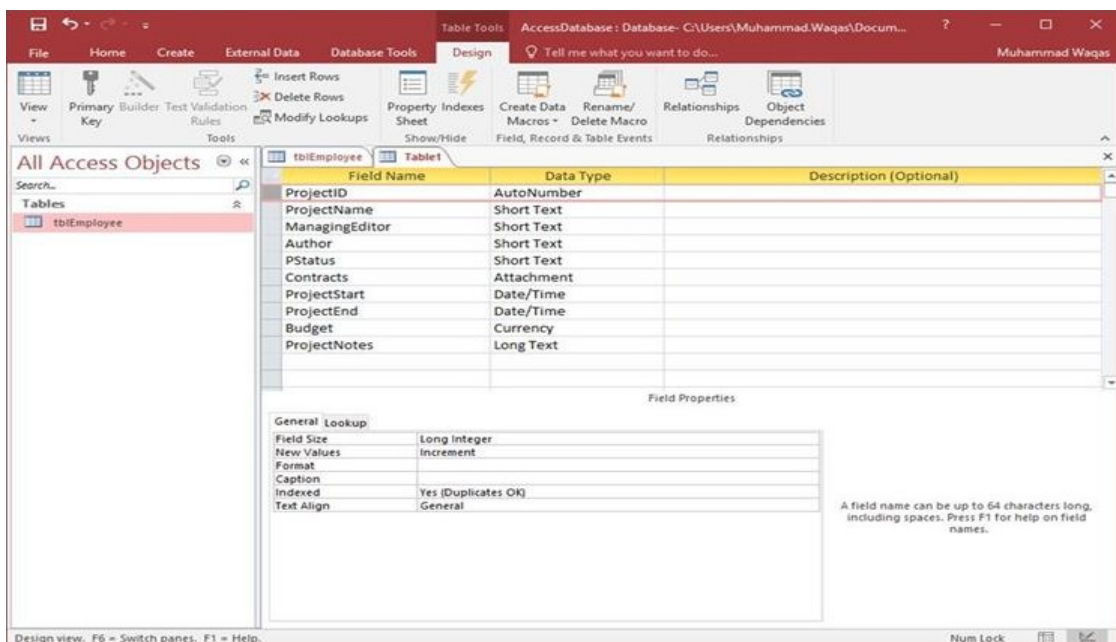 Table Tools AccessDatabase : Database- C:\Users\Muhammad.Waqas\Docum... ?
File Home Create External Data Database Tools Design Tell me what you want to do... Muhammad Waqas
View
Views
Primary Key
Builder
Test Validation Rules
Insert Rows
Delete Rows
Modify Lookups
Tools
Property Sheet
Indexes
Show/Hide
Create Data Macros
Rename/ Delete Macro
Field, Record & Table Events
Relationships
Object Dependencies
Relationships
All Access Objects
Search...
Tables
tblEmployee
tblEmployee Table1
Field Name Data Type Description (Optional)
ProjectID AutoNumber
ProjectName Short Text
ManagingEditor Short Text
Author Short Text
PStatus Short Text
Contracts Attachment
ProjectStart Date/Time
ProjectEnd Date/Time
Budget Currency
ProjectNotes Long Text
Field Properties
General Lookup
Field Size Long Integer
New Values Increment
Format
Caption
Indexed Yes (Duplicates OK)
Text Align General
A field name can be up to 64 characters long,
including spaces. Press F1 for help on field
names.
Design view. F6 = Switch panes. F1 = Help. Num Lock